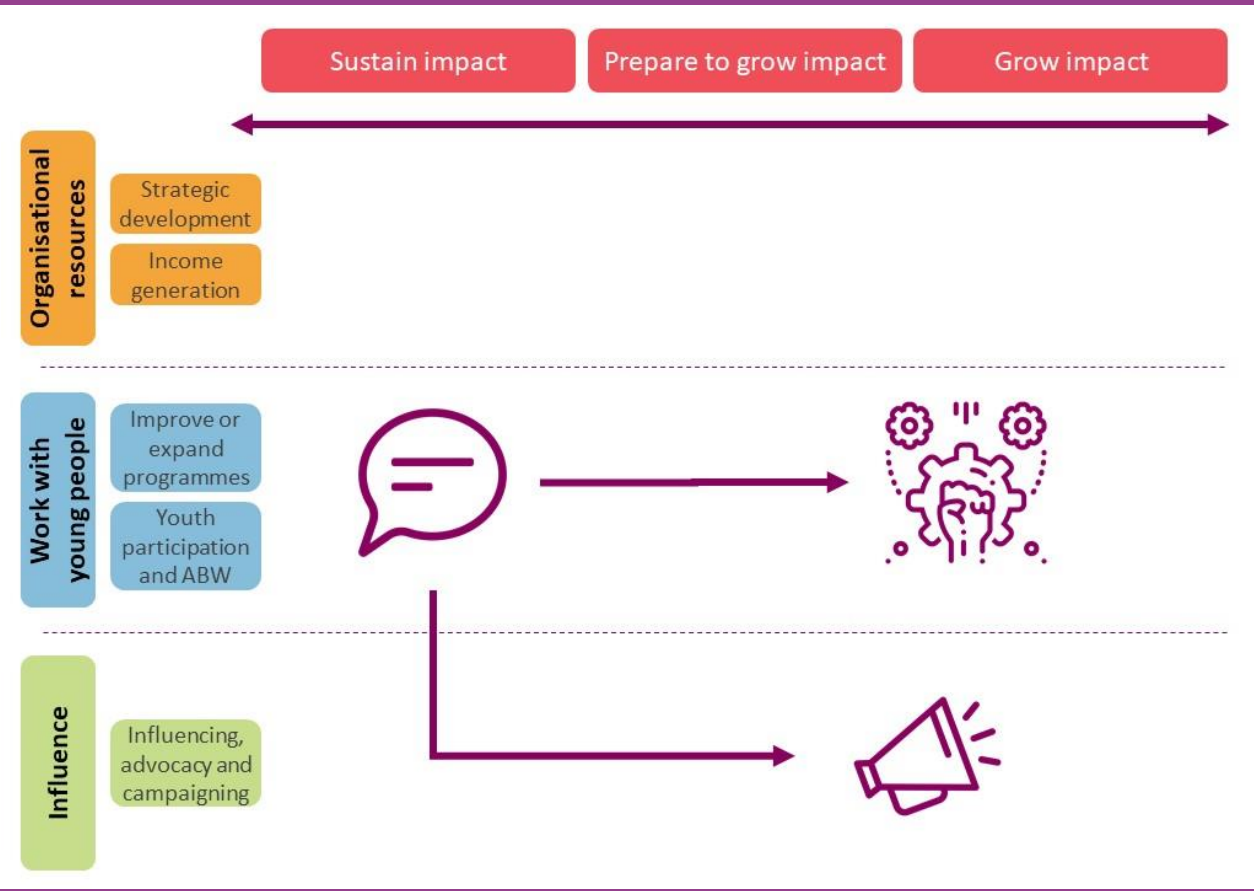 Sustain impact
Prepare to grow impact
Grow impact
Organisational
resources
Strategic
development
Income
generation
Work with
young people
Improve or
expand
programmes
Youth
participation
and ABW
Influence
Influencing,
advocacy and
campaigning